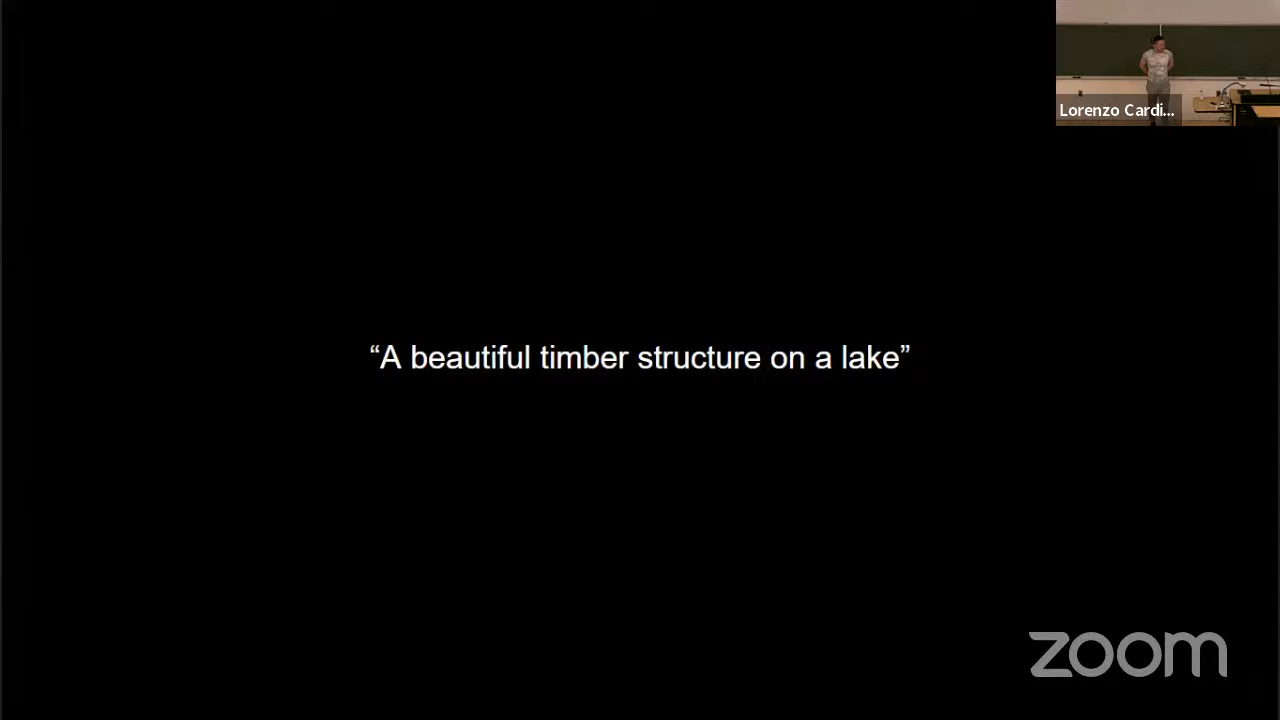 Lorenzo Cardi...
“A beautiful timber structure on a lake”
zoom